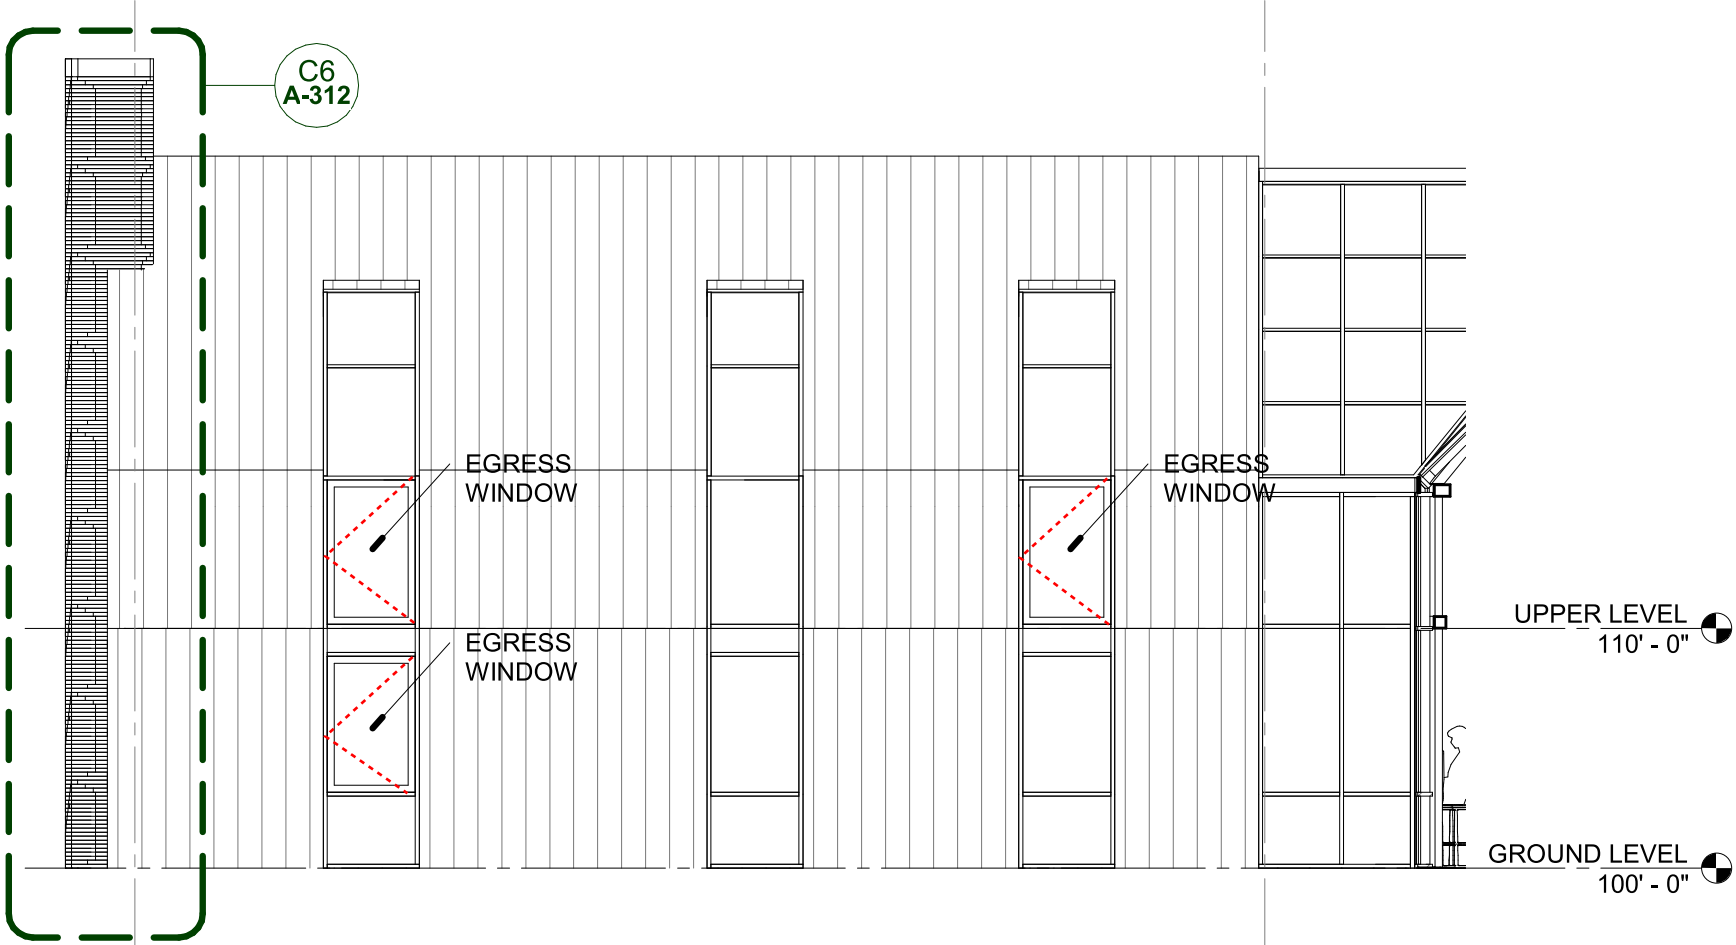 C6
A-312
EGRESS
WINDOW
EGRESS
WINDOW
EGRESS
WINDOW
UPPER LEVEL
110' - 0"
GROUND LEVEL
100' - 0"